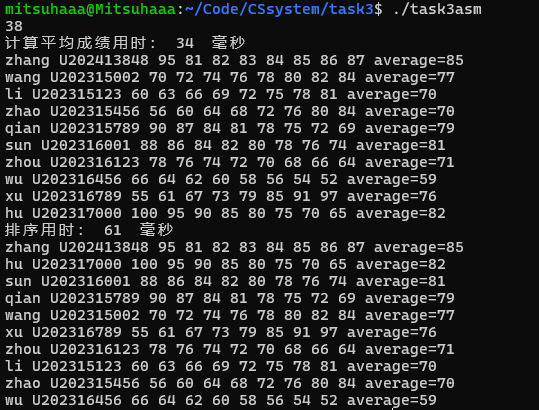 mitsuhaaa@Mitsuhaaa:~/Code/CSsystem/task3$ ./task3asm
38
计算平均成绩用时： 34 毫秒
zhang U202413848 95 81 82 83 84 85 86 87 average=85
wang U202315002 70 72 74 76 78 80 82 84 average=77
li U202315123 60 63 66 69 72 75 78 81 average=70
zhao U202315456 56 60 64 68 72 76 80 84 average=70
qian U202315789 90 87 84 81 78 75 72 69 average=79
sun U202316001 88 86 84 82 80 78 76 74 average=81
zhou U202316123 78 76 74 72 70 68 66 64 average=71
wu U202316456 66 64 62 60 58 56 54 52 average=59
xu U202316789 55 61 67 73 79 85 91 97 average=76
hu U202317000 100 95 90 85 80 75 70 65 average=82
排序用时： 61 毫秒
zhang U202413848 95 81 82 83 84 85 86 87 average=85
hu U202317000 100 95 90 85 80 75 70 65 average=82
sun U202316001 88 86 84 82 80 78 76 74 average=81
qian U202315789 90 87 84 81 78 75 72 69 average=79
wang U202315002 70 72 74 76 78 80 82 84 average=77
xu U202316789 55 61 67 73 79 85 91 97 average=76
zhou U202316123 78 76 74 72 70 68 66 64 average=71
li U202315123 60 63 66 69 72 75 78 81 average=70
zhao U202315456 56 60 64 68 72 76 80 84 average=70
wu U202316456 66 64 62 60 58 56 54 52 average=59